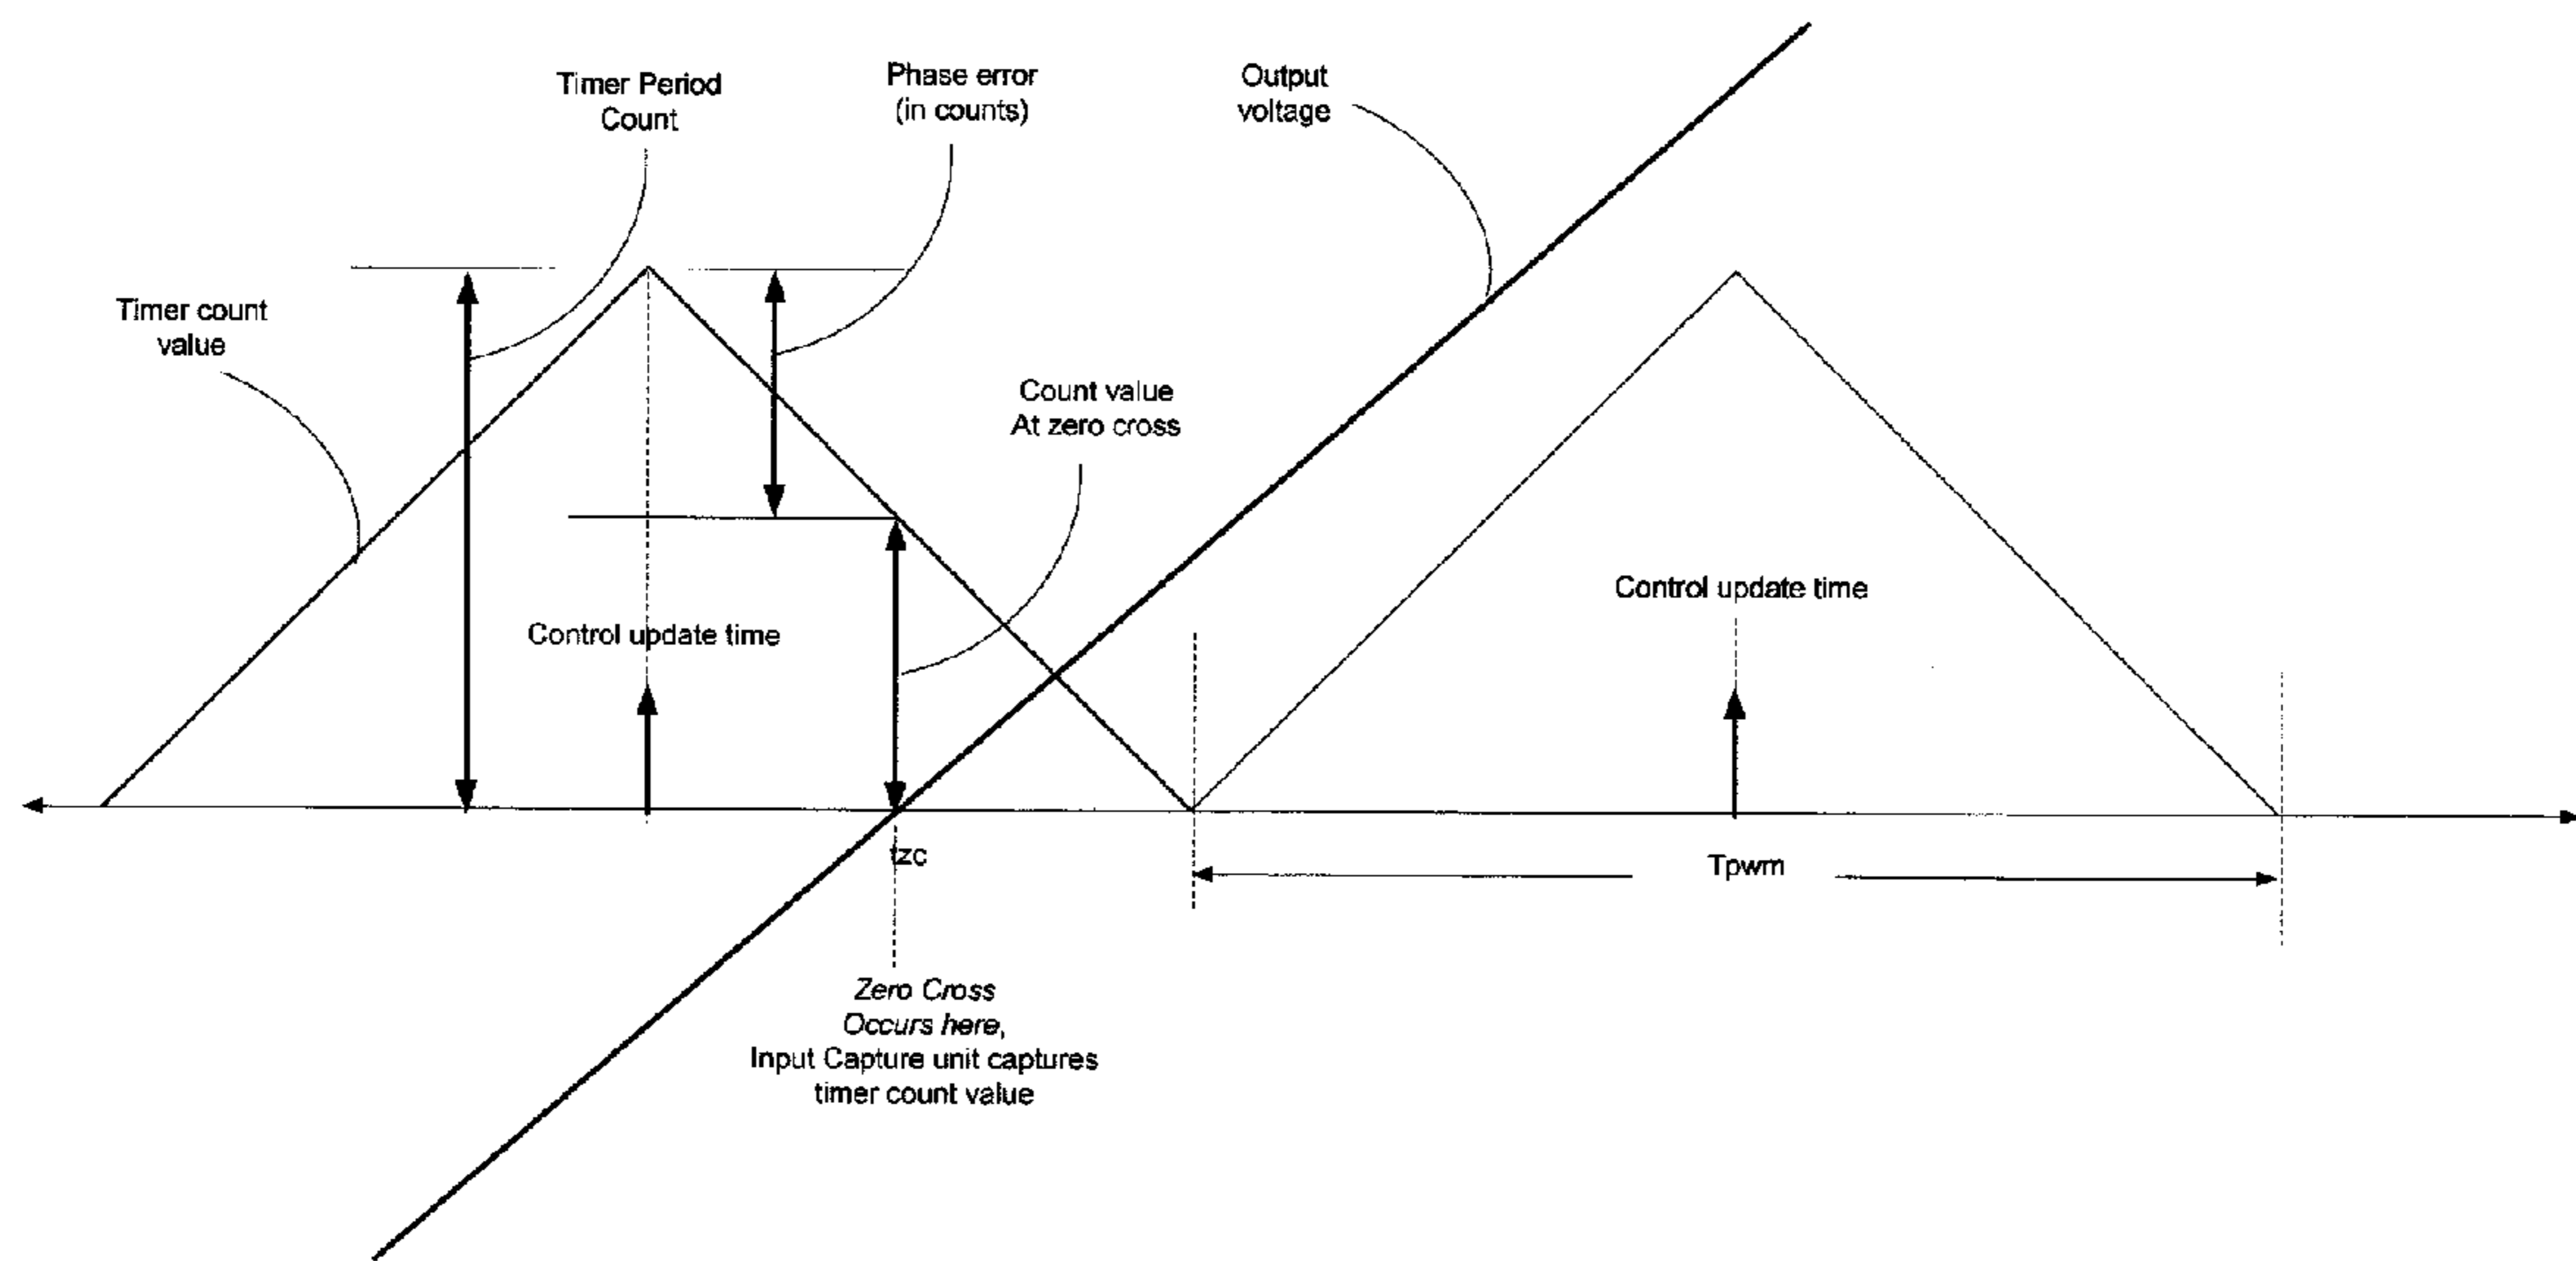 Timer Period
Count
Phase error
(in counts)
Output
voltage
Timer count
value
Count value
At zero cross
Control update time
Control update time
tzc
Tpwm
Zero Cross
Occurs here,
Input Capture unit captures
timer count value